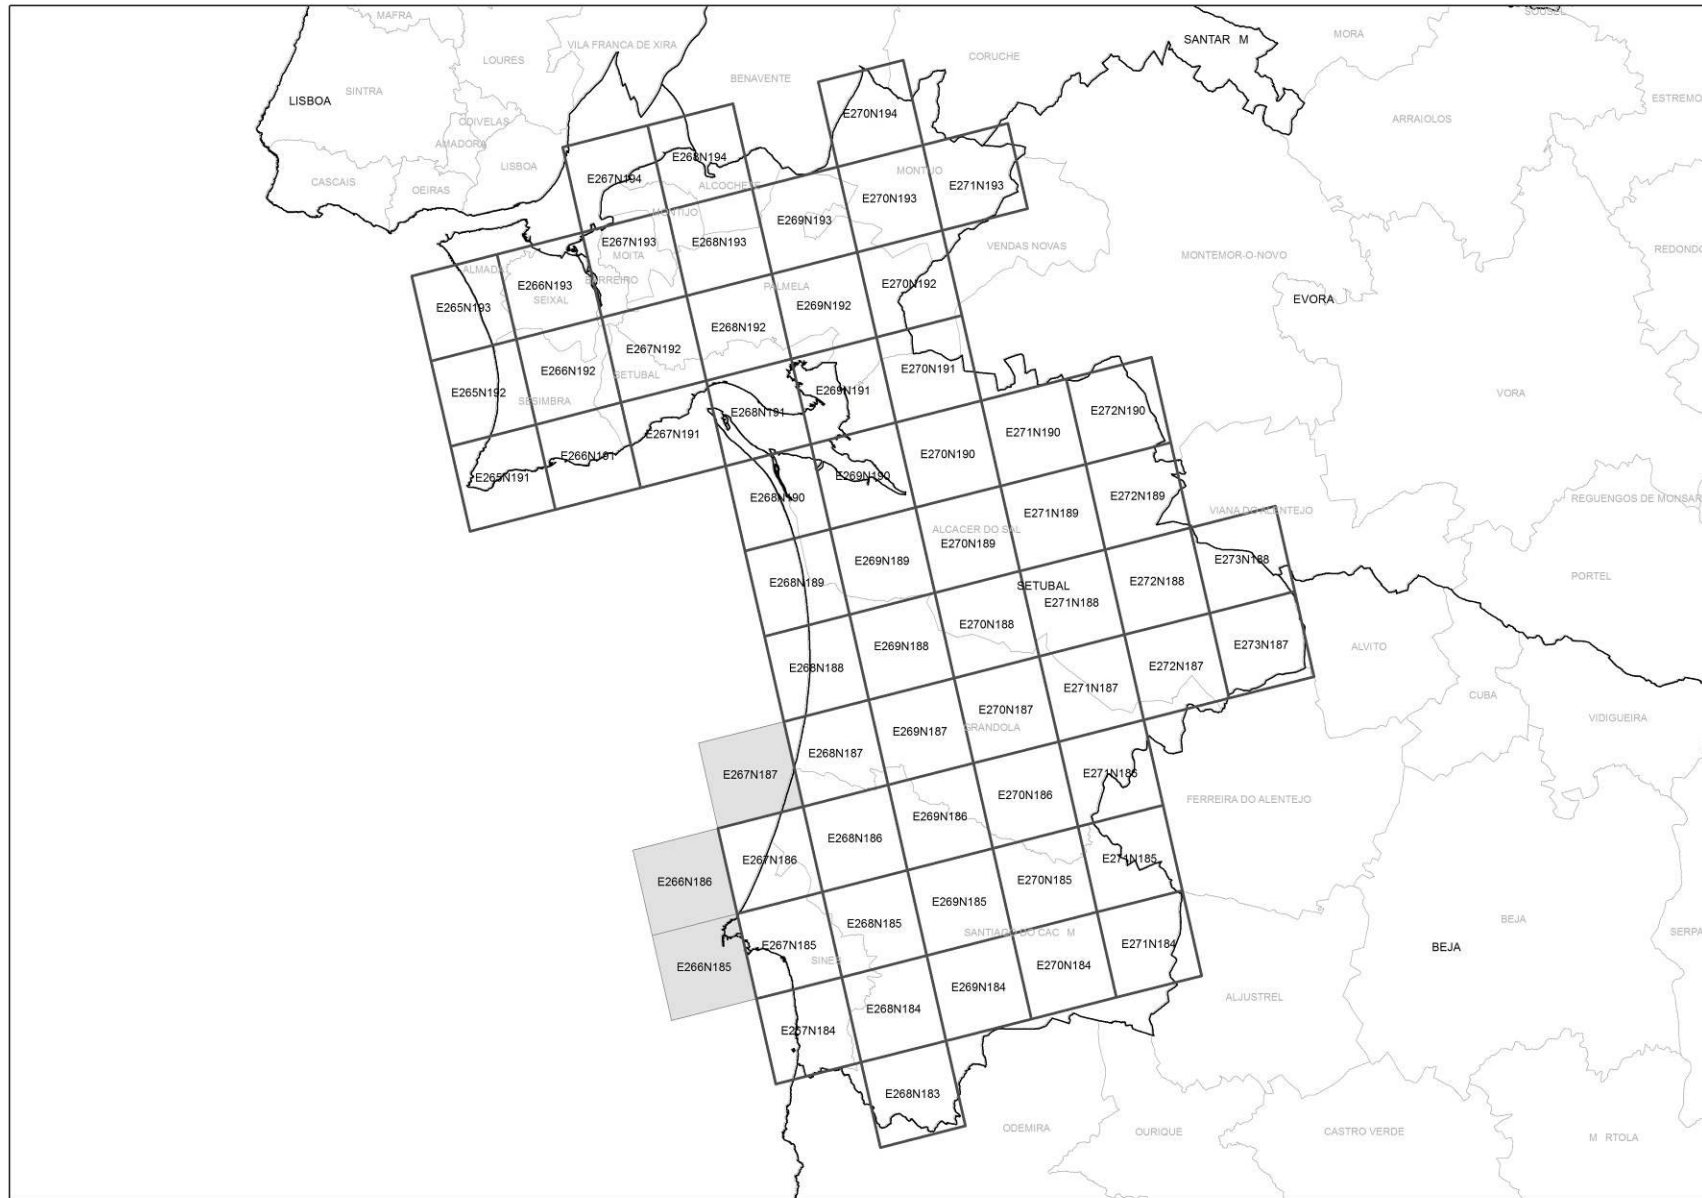 SOUSEL
MAFRA
MORA
SANTAR M
VILA FRANCA DE XIRA
CORUCHE
LOURES
BENAVENTE
SINTRA
LISBOA
ESTREMO
E270N194
ARRAIOLOS
ODIVELAS
AMADORA
E268N194
LISBOA
MONTIJO
E267N194
CASCAIS
ALCOCHETE
E271N193
OEIRAS
E270N193
MONTIJO
E269N193
E267N193
E268N193
VENDAS NOVAS
REDONDO
MOITA
MONTEMOR-O-NOVO
ALMADA
BARREIRO
E266N193
E270N192
PALMELA
SEIXAL
EVORA
E265N193
E269N192
E268N192
E267N192
E270N191
E266N192
SETUBAL
E265N192
E269N191
VORA
SESIMBRA
E268N191
E272N190
E267N191
E271N190
E270N190
E266N191
E265N191
E269N190
E268N190
E272N189
REGUENGOS DE MONSAR
VIANA DO ALENTEJO
E271N189
ALCACER DO SAL
E270N189
E273N188
E269N189
PORTEL
E268N189
E272N188
SETUBAL
E271N188
E270N188
E273N187
E269N188
ALVITO
E268N188
E272N187
E271N187
CUBA
E270N187
VIDIGUEIRA
GRANDOLA
E269N187
E268N187
E267N187
E271N186
E270N186
FERREIRA DO ALENTEJO
E269N186
E268N186
E267N186
E271N185
E270N185
E266N186
E269N185
BEJA
E268N185
SANTIAGO DO CAC M
SERPA
E267N185
E271N184
BEJA
SINES
E270N184
E266N185
E269N184
ALJUSTREL
E268N184
E267N184
E268N183
ODEMIRA
OURIQUE
CASTRO VERDE
M RTOLA